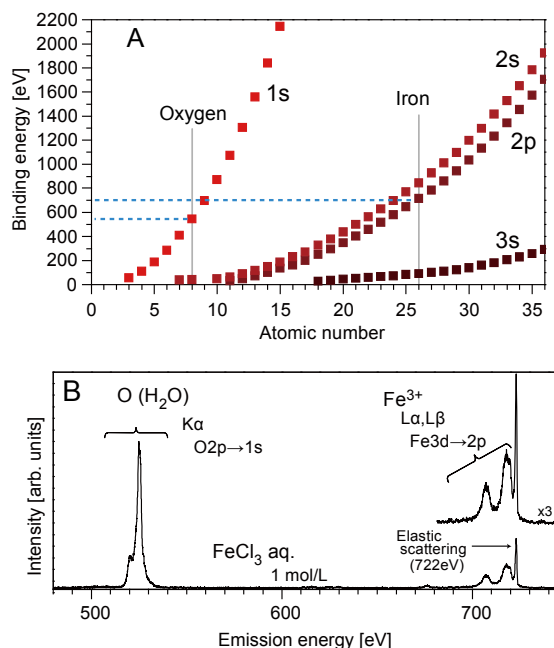 A
2200
2000
1800
1600
1400
1200
1000
800
600
400
200
0
Binding energy [eV]
Oxygen
1s
Iron
2s
2p
3s
0 5 10 15 20 25 30 35
Atomic number
B
O (H₂O)
Kα
O2p→1s
Fe³⁺
Lα,Lβ
Fe3d→2p
x3
Elastic
scattering
(722eV)
FeCl₃ aq.
1 mol/L
Intensity [arb. units]
500 600 700
Emission energy [eV]